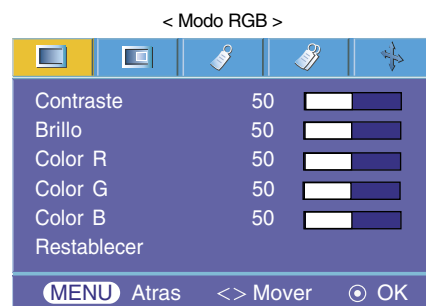 < Modo RGB >
Contraste 50
Brillo 50
Color R 50
Color G 50
Color B 50
Restablecer
MENU Atras <> Mover OK